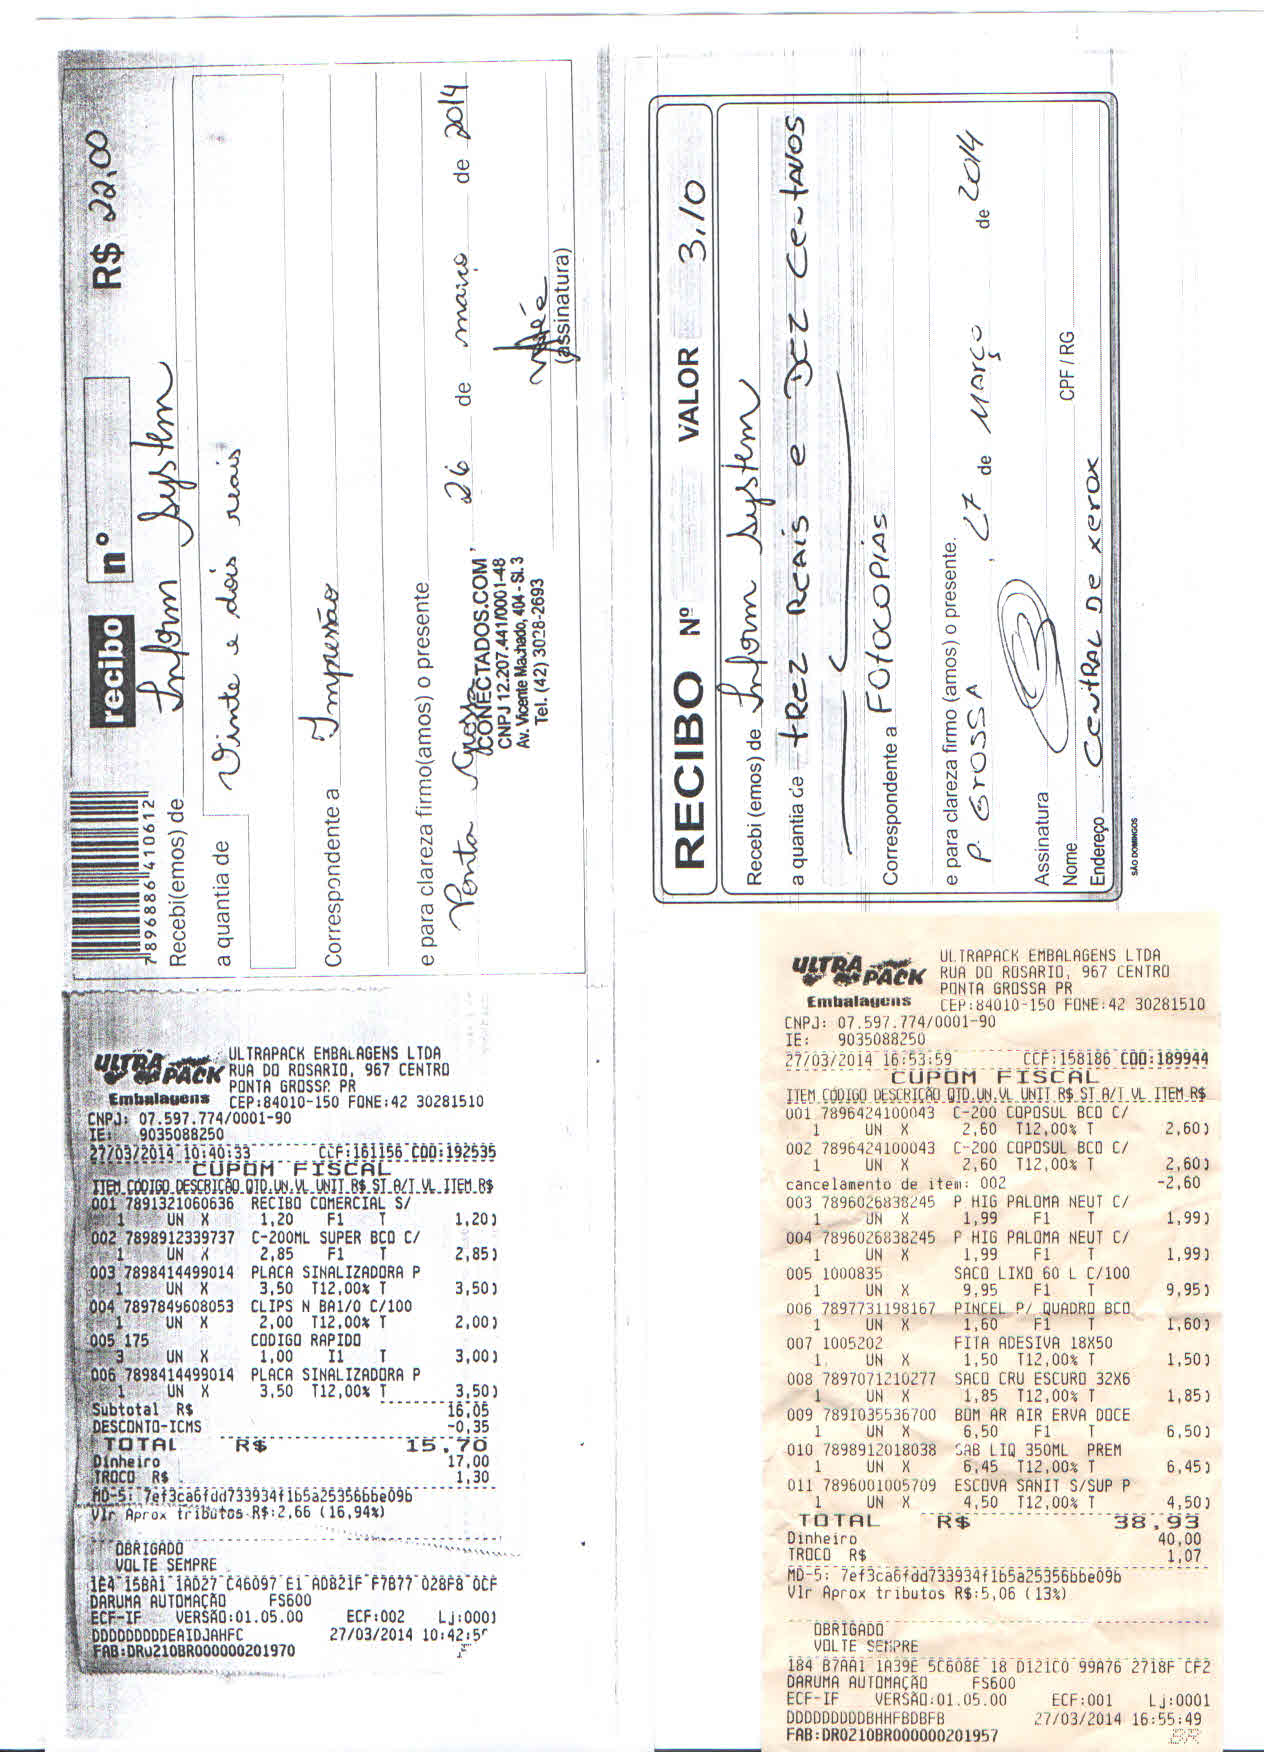 recibo nº R$ 22,00
7896886410612
Recebi(emos) de Inform System
a quantia de Vinte e dois reais
Correspondente a Impressão
e para clareza firmo(amos) o presente
Ponta Grossa 26 de maio de 2014
CONECTADOS.COM
CNPJ 12.207.441/0001-48
Av. Vicente Machado, 404 - Sl. 3
Tel. (42) 3028-2693
(assinatura)
RECIBO Nº VALOR 3,10
Recebi (emos) de Inform System
a quantia de trez Reais e DEZ Centavos
Correspondente a FOTOCOPIAS
e para clareza firmo (amos) o presente.
P. GROSSA, 27 de MARÇO de 2014
Assinatura
Nome CPF / RG
Endereço CENTRAL De xerox
SÃO DOMINGOS
ULTRA PACK
Embalagens
ULTRAPACK EMBALAGENS LTDA
RUA DO ROSARIO, 967 CENTRO
PONTA GROSSA PR
CEP:84010-150 FONE:42 30281510
CNPJ: 07.597.774/0001-90
IE: 9035088250
27/03/2014 10:40:33 CCF:161156 COO:192535
CUPOM FISCAL
ITEM CÓDIGO DESCRIÇÃO QTD.UN.VL UNIT R$ ST A/T VL ITEM R$
001 7891321060636 RECIBO COMERCIAL S/
1 UN X 1,20 F1 T 1,20)
002 7898912339737 C-200ML SUPER BCO C/
1 UN X 2,85 F1 T 2,85)
003 7898414499014 PLACA SINALIZADORA P
1 UN X 3,50 T12,00% T 3,50)
004 7897849608053 CLIPS N BA1/0 C/100
1 UN X 2,00 T12,00% T 2,00)
005 175 CODIGO RAPIDO
3 UN X 1,00 I1 T 3,00)
006 7898414499014 PLACA SINALIZADORA P
1 UN X 3,50 T12,00% T 3,50)
Subtotal R$ 16,05
DESCONTO-ICMS -0,35
TOTAL R$ 15,70
Dinheiro 17,00
TROCO R$ 1,30
MD-5: 7ef3ca6fdd733934f1b5a25356bbe09b
Vlr Aprox tributos R$:2,66 (16,94%)
OBRIGADO
VOLTE SEMPRE
1E4 15BA1 1AD27 C46097 E1 AD821F F7B77 028F8 0CF
DARUMA AUTOMAÇÃO FS600
ECF-IF VERSÃO:01.05.00 ECF:002 Lj:0001
DDDDDDDDDEAIDJAHFC 27/03/2014
FAB:DR0210BR000000201970
ULTRA PACK
Embalagens
ULTRAPACK EMBALAGENS LTDA
RUA DO ROSARIO, 967 CENTRO
PONTA GROSSA PR
CEP:84010-150 FONE:42 30281510
CNPJ: 07.597.774/0001-90
IE: 9035088250
27/03/2014 16:53:59 CCF:158186 COO:189944
CUPOM FISCAL
ITEM CÓDIGO DESCRIÇÃO QTD.UN.VL UNIT R$ ST A/T VL ITEM R$
001 7896424100043 C-200 COPOSUL BCO C/
1 UN X 2,60 T12,00% T 2,60)
002 7896424100043 C-200 COPOSUL BCO C/
1 UN X 2,60 T12,00% T 2,60)
cancelamento de item: 002 -2,60
003 7896026838245 P HIG PALOMA NEUT C/
1 UN X 1,99 F1 T 1,99)
004 7896026838245 P HIG PALOMA NEUT C/
1 UN X 1,99 F1 T 1,99)
005 1000835 SACO LIXO 60 L C/100
1 UN X 9,95 F1 T 9,95)
006 7897731198167 PINCEL P/ QUADRO BCO
1 UN X 1,60 F1 T 1,60)
007 1005202 FITA ADESIVA 18X50
1 UN X 1,50 T12,00% T 1,50)
008 7897071210277 SACO CRU ESCURO 32X6
1 UN X 1,85 T12,00% T 1,85)
009 7891035536700 BOM AR AIR ERVA DOCE
1 UN X 6,50 F1 T 6,50)
010 7898912018038 SAB LIQ 350ML PREM
1 UN X 6,45 T12,00% T 6,45)
011 7896001005709 ESCOVA SANIT S/SUP P
1 UN X 4,50 T12,00% T 4,50)
TOTAL R$ 38,93
Dinheiro 40,00
TROCO R$ 1,07
MD-5: 7ef3ca6fdd733934f1b5a25356bbe09b
Vlr Aprox tributos R$:5,06 (13%)
OBRIGADO
VOLTE SEMPRE
184 B7AA1 1A39E 5C608E 18 D121C0 99A76 2718F CF2
DARUMA AUTOMAÇÃO FS600
ECF-IF VERSÃO:01.05.00 ECF:001 Lj:0001
DDDDDDDDDBHHFBDBFB 27/03/2014 16:55:49
FAB:DR0210BR000000201957
BR